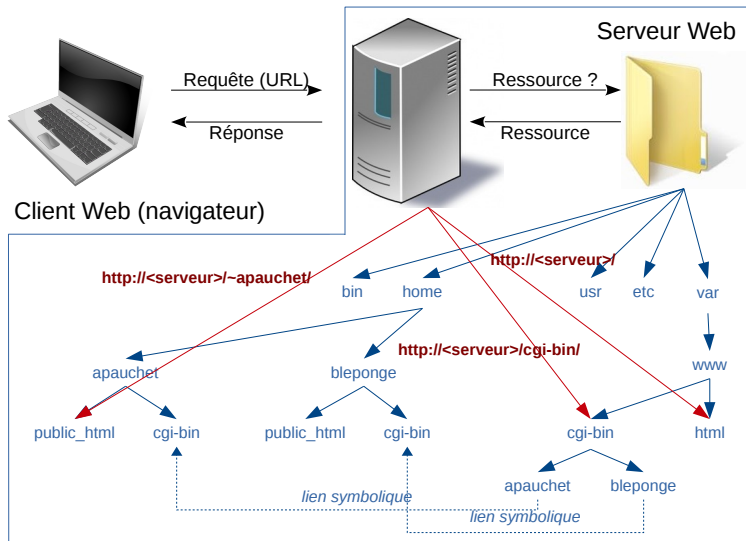 Serveur Web
Requête (URL)
Ressource ?
Réponse
Ressource
Client Web (navigateur)
http://<serveur>/~apauchet/
http://<serveur>/
bin
home
usr
etc
var
http://<serveur>/cgi-bin/
www
apauchet
bleponge
public_html
cgi-bin
public_html
cgi-bin
cgi-bin
html
apauchet
bleponge
lien symbolique
lien symbolique